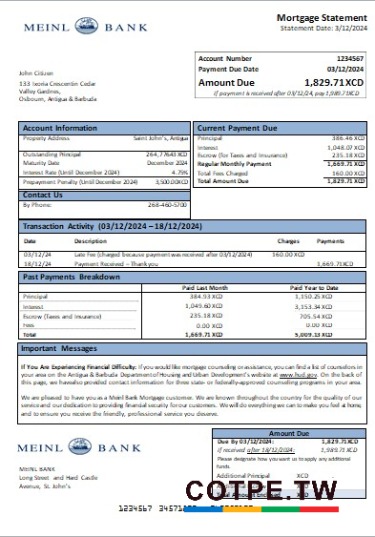 MEINL BANK
Mortgage Statement
Statement Date: 3/12/2024
Account Number 1234567
Payment Due Date 03/12/2024
Amount Due 1,829.71XCD
If payment is received after 03/12/24, pay 1,989.71XCD
John Citizen
133 Ivoria Crescentin Cedar
Valley Gardnes,
Osbourn, Antigua & Barbuda
Account Information
Property Address Saint John's, Antigua
Outstanding Principal 264,776.43XCD
Maturity Date December 2024
Interest Rate (Until December 2024) 4.75%
Prepayment Penalty (Until December 2024) 3,500.00XCD
Contact Us
By Phone: 268-460-5700
Current Payment Due
Principal 386.46 XCD
Interest 1,048.07 XCD
Escrow (for Taxes and Insurance) 235.18 XCD
Regular Monthly Payment 1,669.71 XCD
Total Fees Charged 160.00 XCD
Total Amount Due 1,829.71 XCD
Transaction Activity (03/12/2024 – 18/12/2024)
Date Description Charges Payments
03/12/24 Late Fee (charged because payment was received after 03/12/24) 160.00 XCD
18/12/24 Payment Received – Thank you 1,669.71XCD
Past Payments Breakdown
Paid Last Month Paid Year to Date
Principal 384.93 XCD 1,150.25 XCD
Interest 1,049.60 XCD 3,153.34 XCD
Escrow (Taxes and Insurance) 235.18 XCD 705.54 XCD
Fees 0.00 XCD 0.00 XCD
Total 1,669.71 XCD 5,009.13 XCD
Important Messages
If You Are Experiencing Financial Difficulty: if you would like mortgage counseling or assistance, you can find a list of counselors in
your area on the Antigua & Barbuda Department of Housing and Urban Development's website at www.hud.gov. On the back of
this page, we have also provided contact information for three state- or federally-approved counseling programs in your area.
We are pleased to have you as a Meinl Bank Mortgage customer. We are known throughout the country for the quality of our
service and our dedication to providing financial security for our customers. We will do everything we can to make you feel at home,
and to ensure you receive the friendly, professional service you deserve.
MEINL BANK
MEINL BANK
Long Street and Hard Castle
Avenus, St. John's
Amount Due
Due By 03/12/2024: 1,829.71XCD
if received after 18/12/2024: 1,989.71XCD
Please designate how you want us to apply any additional
funds.
Additional Principal XCD
Total Amount Enclosed XCD
1234567 34571
COTPE.TW